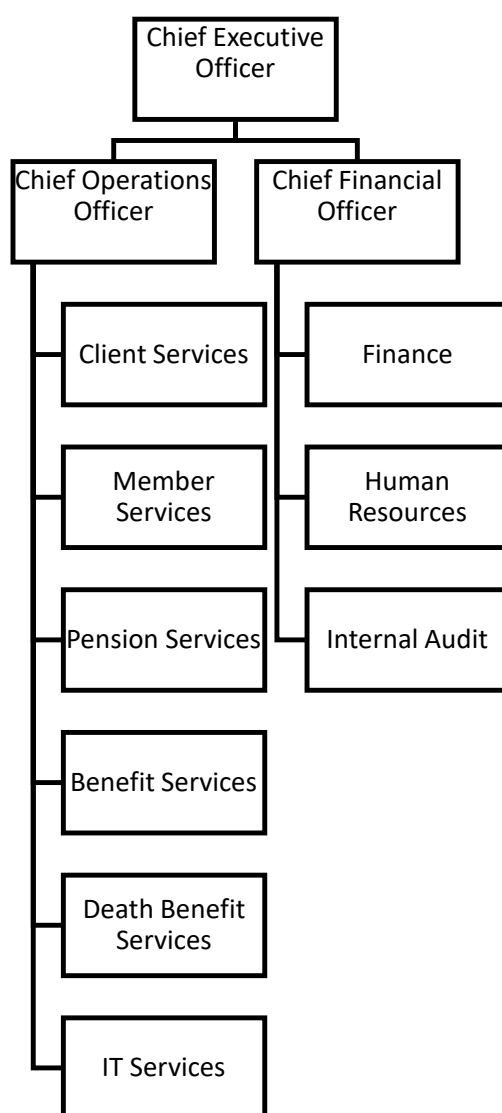 Chief Executive
Officer
Chief Operations
Officer
Chief Financial
Officer
Client Services
Member
Services
Pension Services
Benefit Services
Death Benefit
Services
IT Services
Finance
Human
Resources
Internal Audit